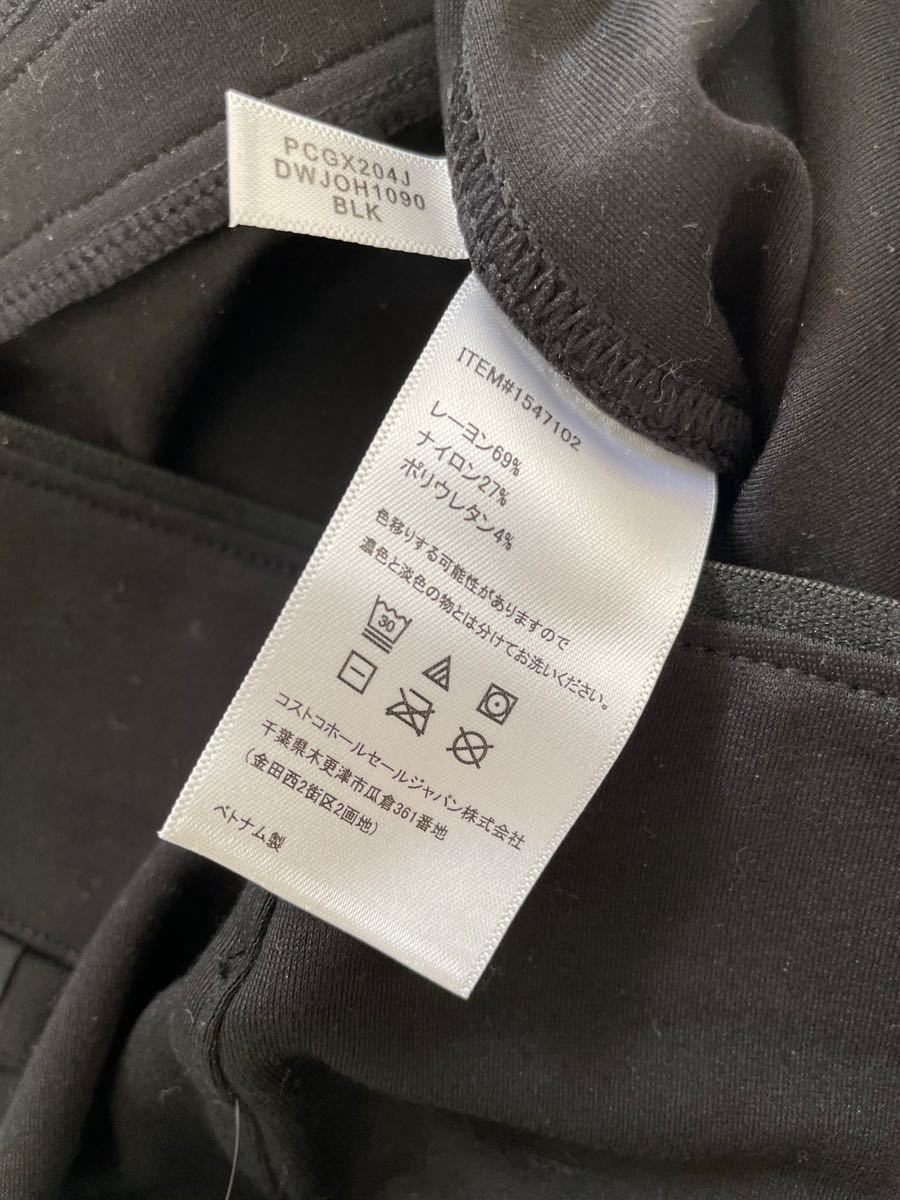 PCGX204J
DWJOH1090
BLK
ITEM#1547102
レーヨン69%
ナイロン27%
ポリウレタン4%
色移りする可能性がありますので
濃色と淡色の物とは分けてお洗いください。
30
コストコホールセールジャパン株式会社
千葉県木更津市瓜倉361番地
(金田西2街区2画地)
ベトナム製